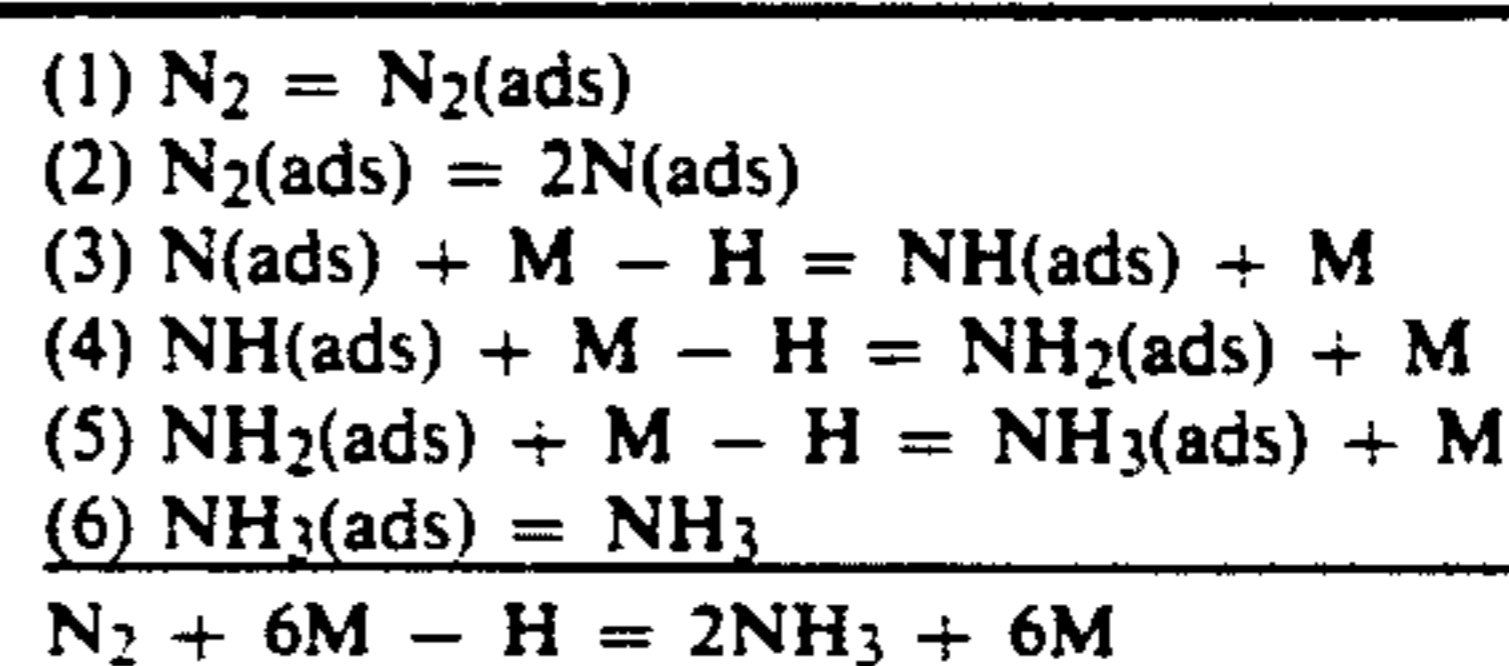 (1) N₂ = N₂(ads)
(2) N₂(ads) = 2N(ads)
(3) N(ads) + M − H = NH(ads) + M
(4) NH(ads) + M − H = NH₂(ads) + M
(5) NH₂(ads) + M − H = NH₃(ads) + M
(6) NH₃(ads) = NH₃
N₂ + 6M − H = 2NH₃ + 6M